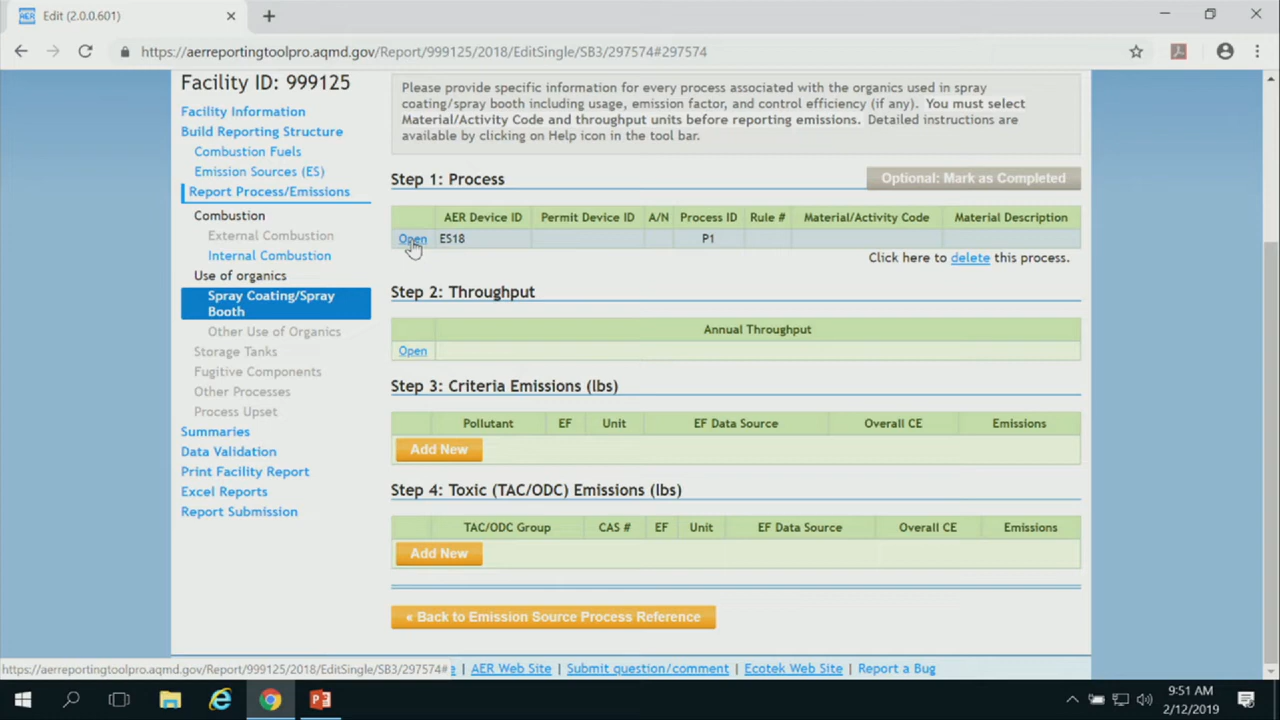 Edit (2.0.0.601)
https://aerreportingtoolpro.aqmd.gov/Report/999125/2018/EditSingle/SB3/297574#297574
Facility ID: 999125
Facility Information
Build Reporting Structure
Combustion Fuels
Emission Sources (ES)
Report Process/Emissions
Combustion
External Combustion
Internal Combustion
Use of organics
Spray Coating/Spray
Booth
Other Use of Organics
Storage Tanks
Fugitive Components
Other Processes
Process Upset
Summaries
Data Validation
Print Facility Report
Excel Reports
Report Submission
Please provide specific information for every process associated with the organics used in spray
coating/spray booth including usage, emission factor, and control efficiency (if any). You must select
Material/Activity Code and throughput units before reporting emissions. Detailed instructions are
available by clicking on Help icon in the tool bar.
Step 1: Process
Optional: Mark as Completed
AER Device ID Permit Device ID A/N Process ID Rule # Material/Activity Code Material Description
Open ES18 P1
Click here to delete this process.
Step 2: Throughput
Annual Throughput
Open
Step 3: Criteria Emissions (lbs)
Pollutant EF Unit EF Data Source Overall CE Emissions
Add New
Step 4: Toxic (TAC/ODC) Emissions (lbs)
TAC/ODC Group CAS # EF Unit EF Data Source Overall CE Emissions
Add New
« Back to Emission Source Process Reference
https://aerreportingtoolpro.aqmd.gov/Report/999125/2018/EditSingle/SB3/297574#
AER Web Site Submit question/comment Ecotek Web Site Report a Bug
9:51 AM
2/12/2019